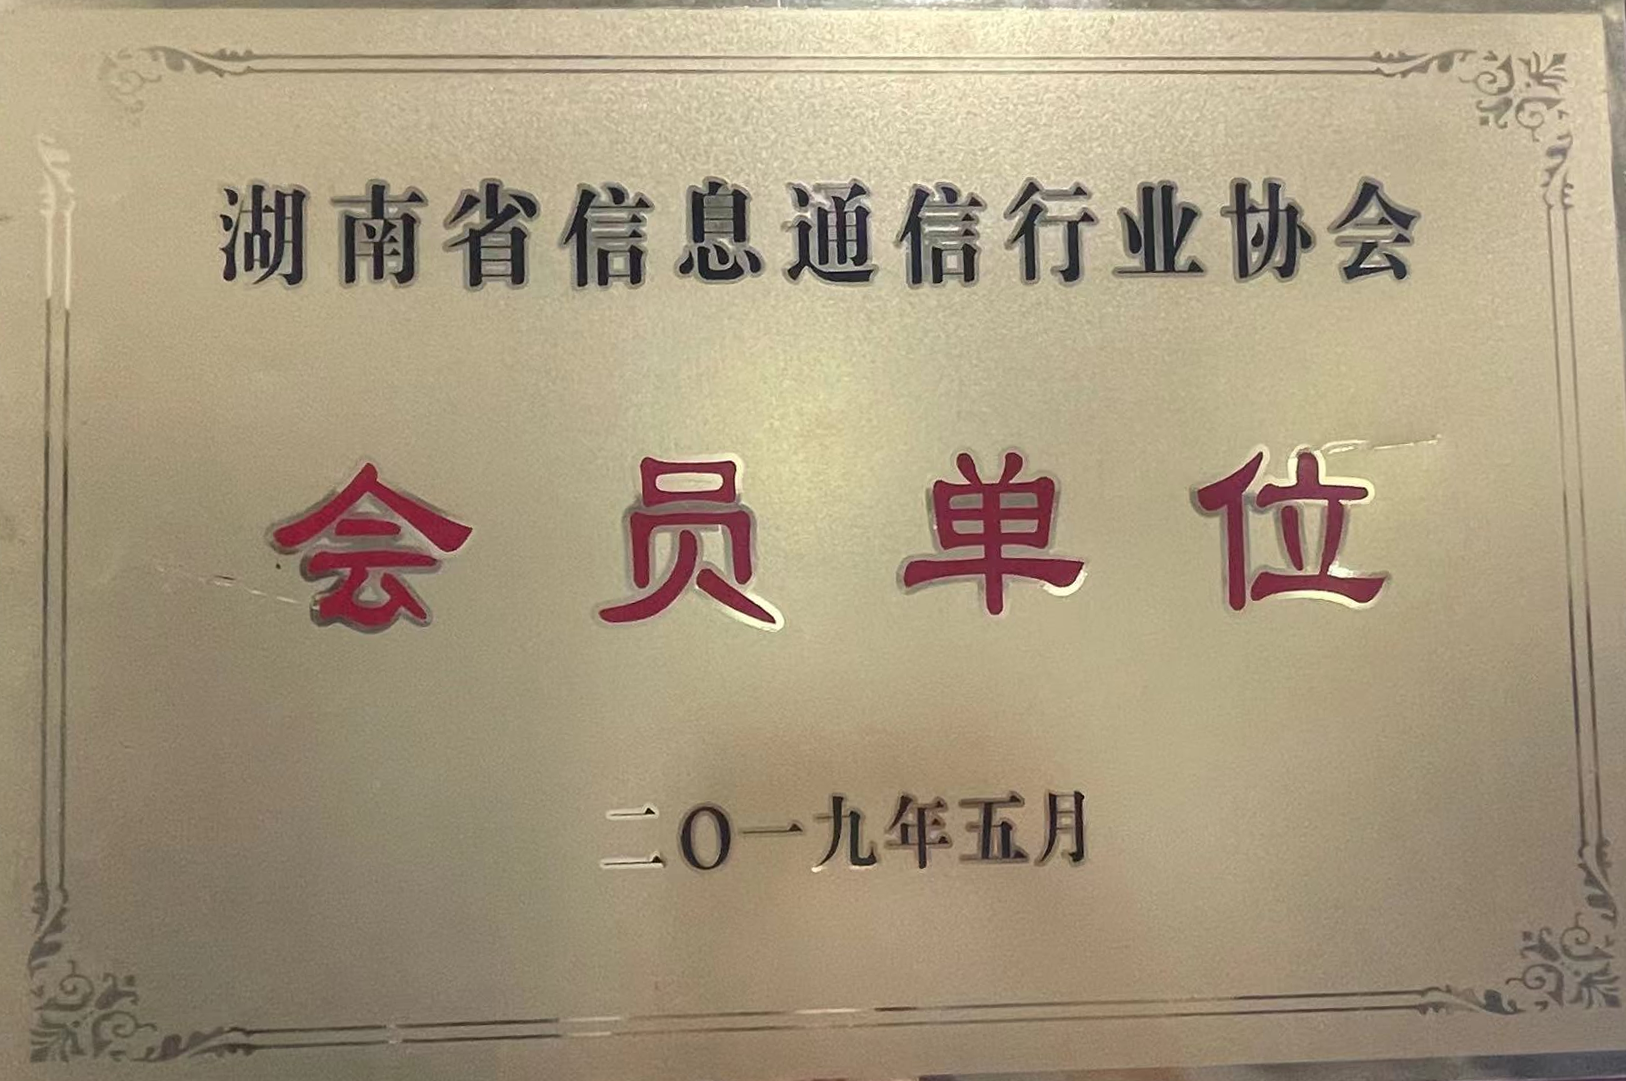 湖南省信息通信行业协会
会员单位
二〇一九年五月